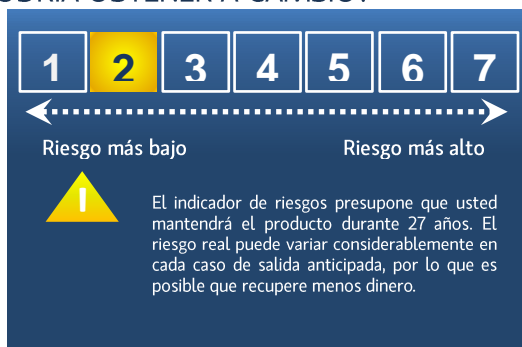 1 2 3 4 5 6 7
Riesgo más bajo Riesgo más alto
El indicador de riesgos presupone que usted
mantendrá el producto durante 27 años. El
riesgo real puede variar considerablemente en
cada caso de salida anticipada, por lo que es
posible que recupere menos dinero.